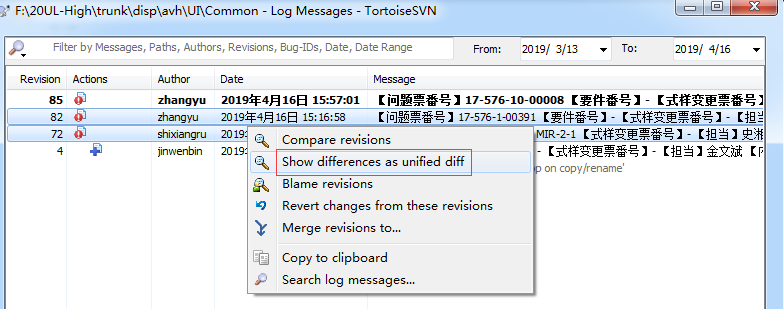 F:\20UL-High\trunk\disp\avh\UI\Common - Log Messages - TortoiseSVN
Filter by Messages, Paths, Authors, Revisions, Bug-IDs, Date, Date Range From: 2019/ 3/13 To: 2019/ 4/16
Revision Actions Author Date Message
85 zhangyu 2019年4月16日 15:57:01 【问题票番号】17-576-10-00008 【要件番号】- 【式样变更票番号】-
82 zhangyu 2019年4月16日 15:16:58 【问题票番号】17-576-1-00391 【要件番号】- 【式样变更票番号】- 【担
72 shixiangru 2019 MIR-2-1 【式样变更票番号】- 【担当】史湘
4 jinwenbin 2019 - 【式样变更票番号】- 【担当】金文斌
Compare revisions
Show differences as unified diff
op on copy/rename'
Blame revisions
Revert changes from these revisions
Merge revisions to...
Copy to clipboard
Search log messages...